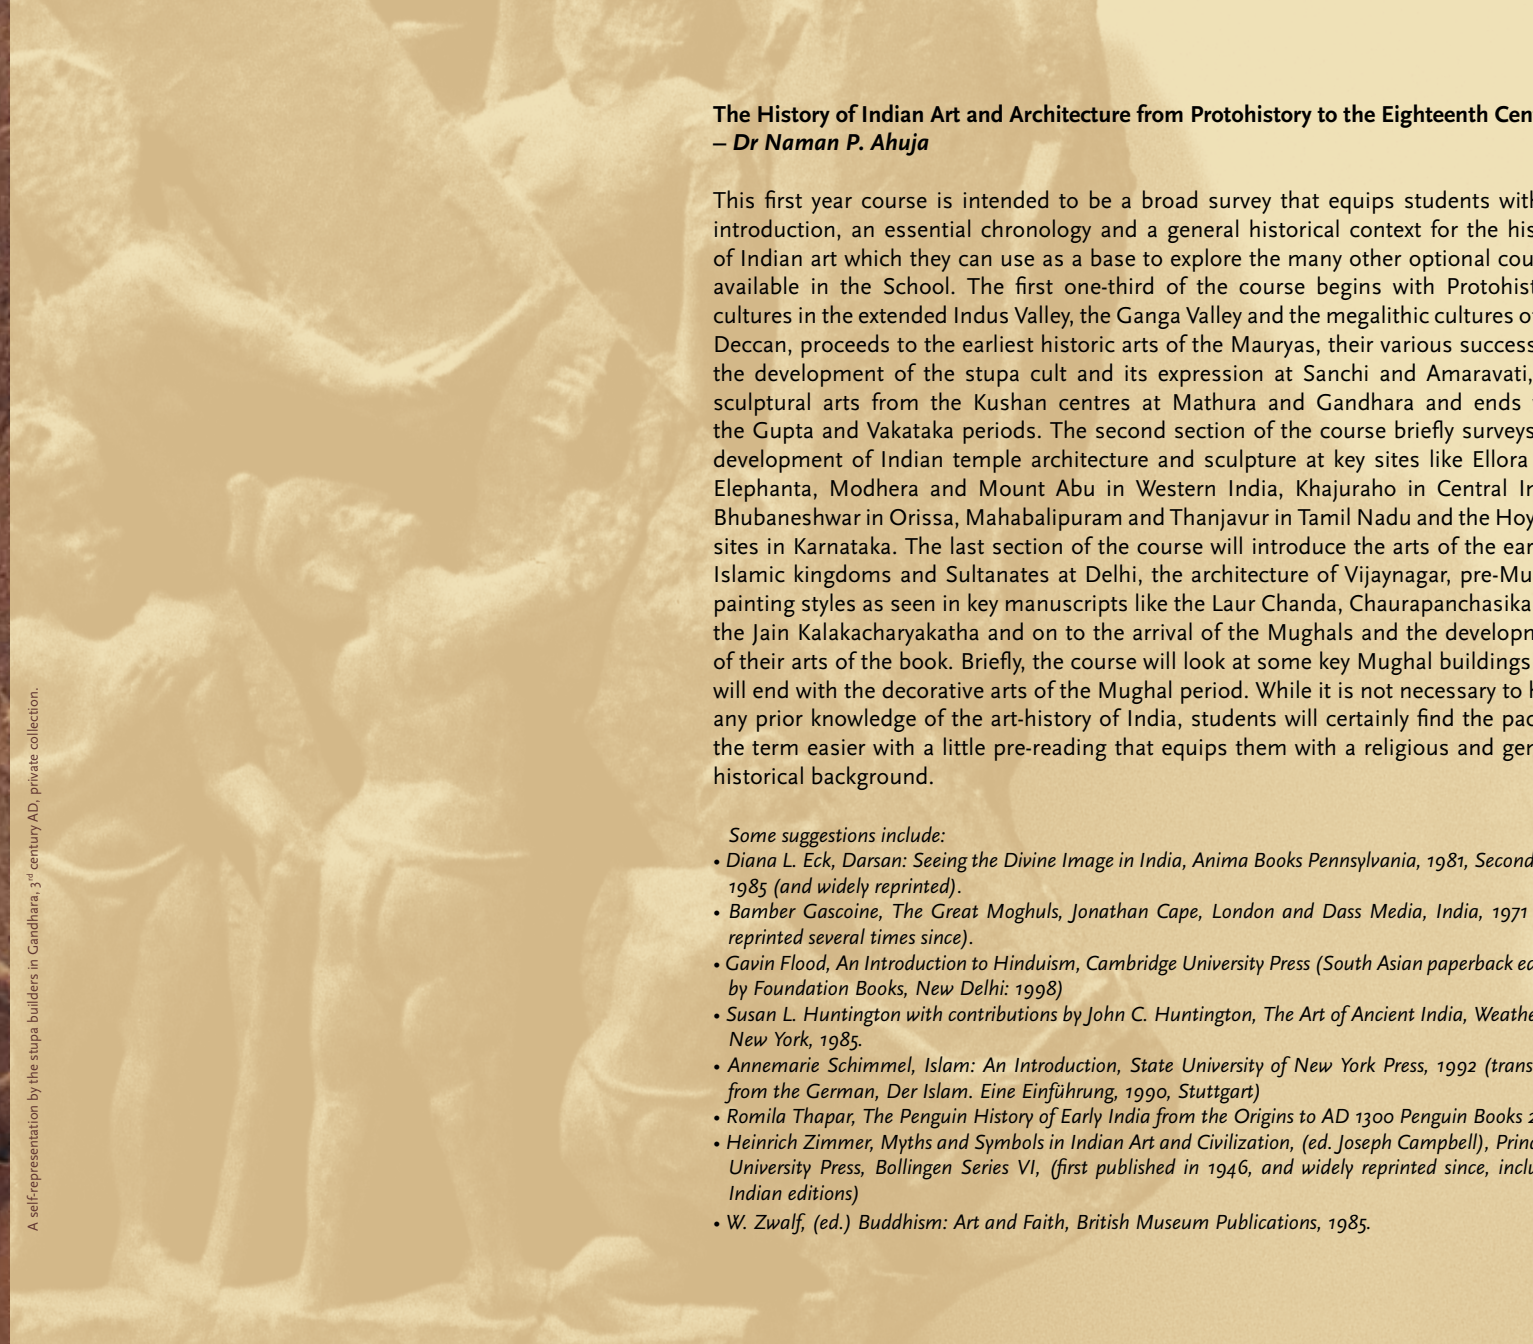 The History of Indian Art and Architecture from Protohistory to the Eighteenth
– Dr Naman P. Ahuja
This first year course is intended to be a broad survey that equips students
introduction, an essential chronology and a general historical context for the
of Indian art which they can use as a base to explore the many other optional
available in the School. The first one-third of the course begins with
cultures in the extended Indus Valley, the Ganga Valley and the megalithic cultures
Deccan, proceeds to the earliest historic arts of the Mauryas, their various
the development of the stupa cult and its expression at Sanchi and Amaravati,
sculptural arts from the Kushan centres at Mathura and Gandhara and ends
the Gupta and Vakataka periods. The second section of the course briefly surveys
development of Indian temple architecture and sculpture at key sites like Ellora
Elephanta, Modhera and Mount Abu in Western India, Khajuraho in Central
Bhubaneshwar in Orissa, Mahabalipuram and Thanjavur in Tamil Nadu and the
sites in Karnataka. The last section of the course will introduce the arts of the
Islamic kingdoms and Sultanates at Delhi, the architecture of Vijaynagar,
painting styles as seen in key manuscripts like the Laur Chanda, Chaurapanchasika
the Jain Kalakacharyakatha and on to the arrival of the Mughals and the
of their arts of the book. Briefly, the course will look at some key Mughal buildings
will end with the decorative arts of the Mughal period. While it is not necessary to
any prior knowledge of the art-history of India, students will certainly find the
the term easier with a little pre-reading that equips them with a religious and
historical background.
Some suggestions include:
• Diana L. Eck, Darsan: Seeing the Divine Image in India, Anima Books Pennsylvania, 1981, Second
1985 (and widely reprinted).
• Bamber Gascoine, The Great Moghuls, Jonathan Cape, London and Dass Media, India, 1971
reprinted several times since).
• Gavin Flood, An Introduction to Hinduism, Cambridge University Press (South Asian paperback
by Foundation Books, New Delhi: 1998)
• Susan L. Huntington with contributions by John C. Huntington, The Art of Ancient India,
New York, 1985.
• Annemarie Schimmel, Islam: An Introduction, State University of New York Press, 1992
from the German, Der Islam. Eine Einführung, 1990, Stuttgart)
• Romila Thapar, The Penguin History of Early India from the Origins to AD 1300 Penguin Books
• Heinrich Zimmer, Myths and Symbols in Indian Art and Civilization, (ed. Joseph Campbell),
University Press, Bollingen Series VI, (first published in 1946, and widely reprinted since,
Indian editions)
• W. Zwalf, (ed.) Buddhism: Art and Faith, British Museum Publications, 1985.
A self-representation by the stupa builders in Gandhara, 3rd century AD, private collection.